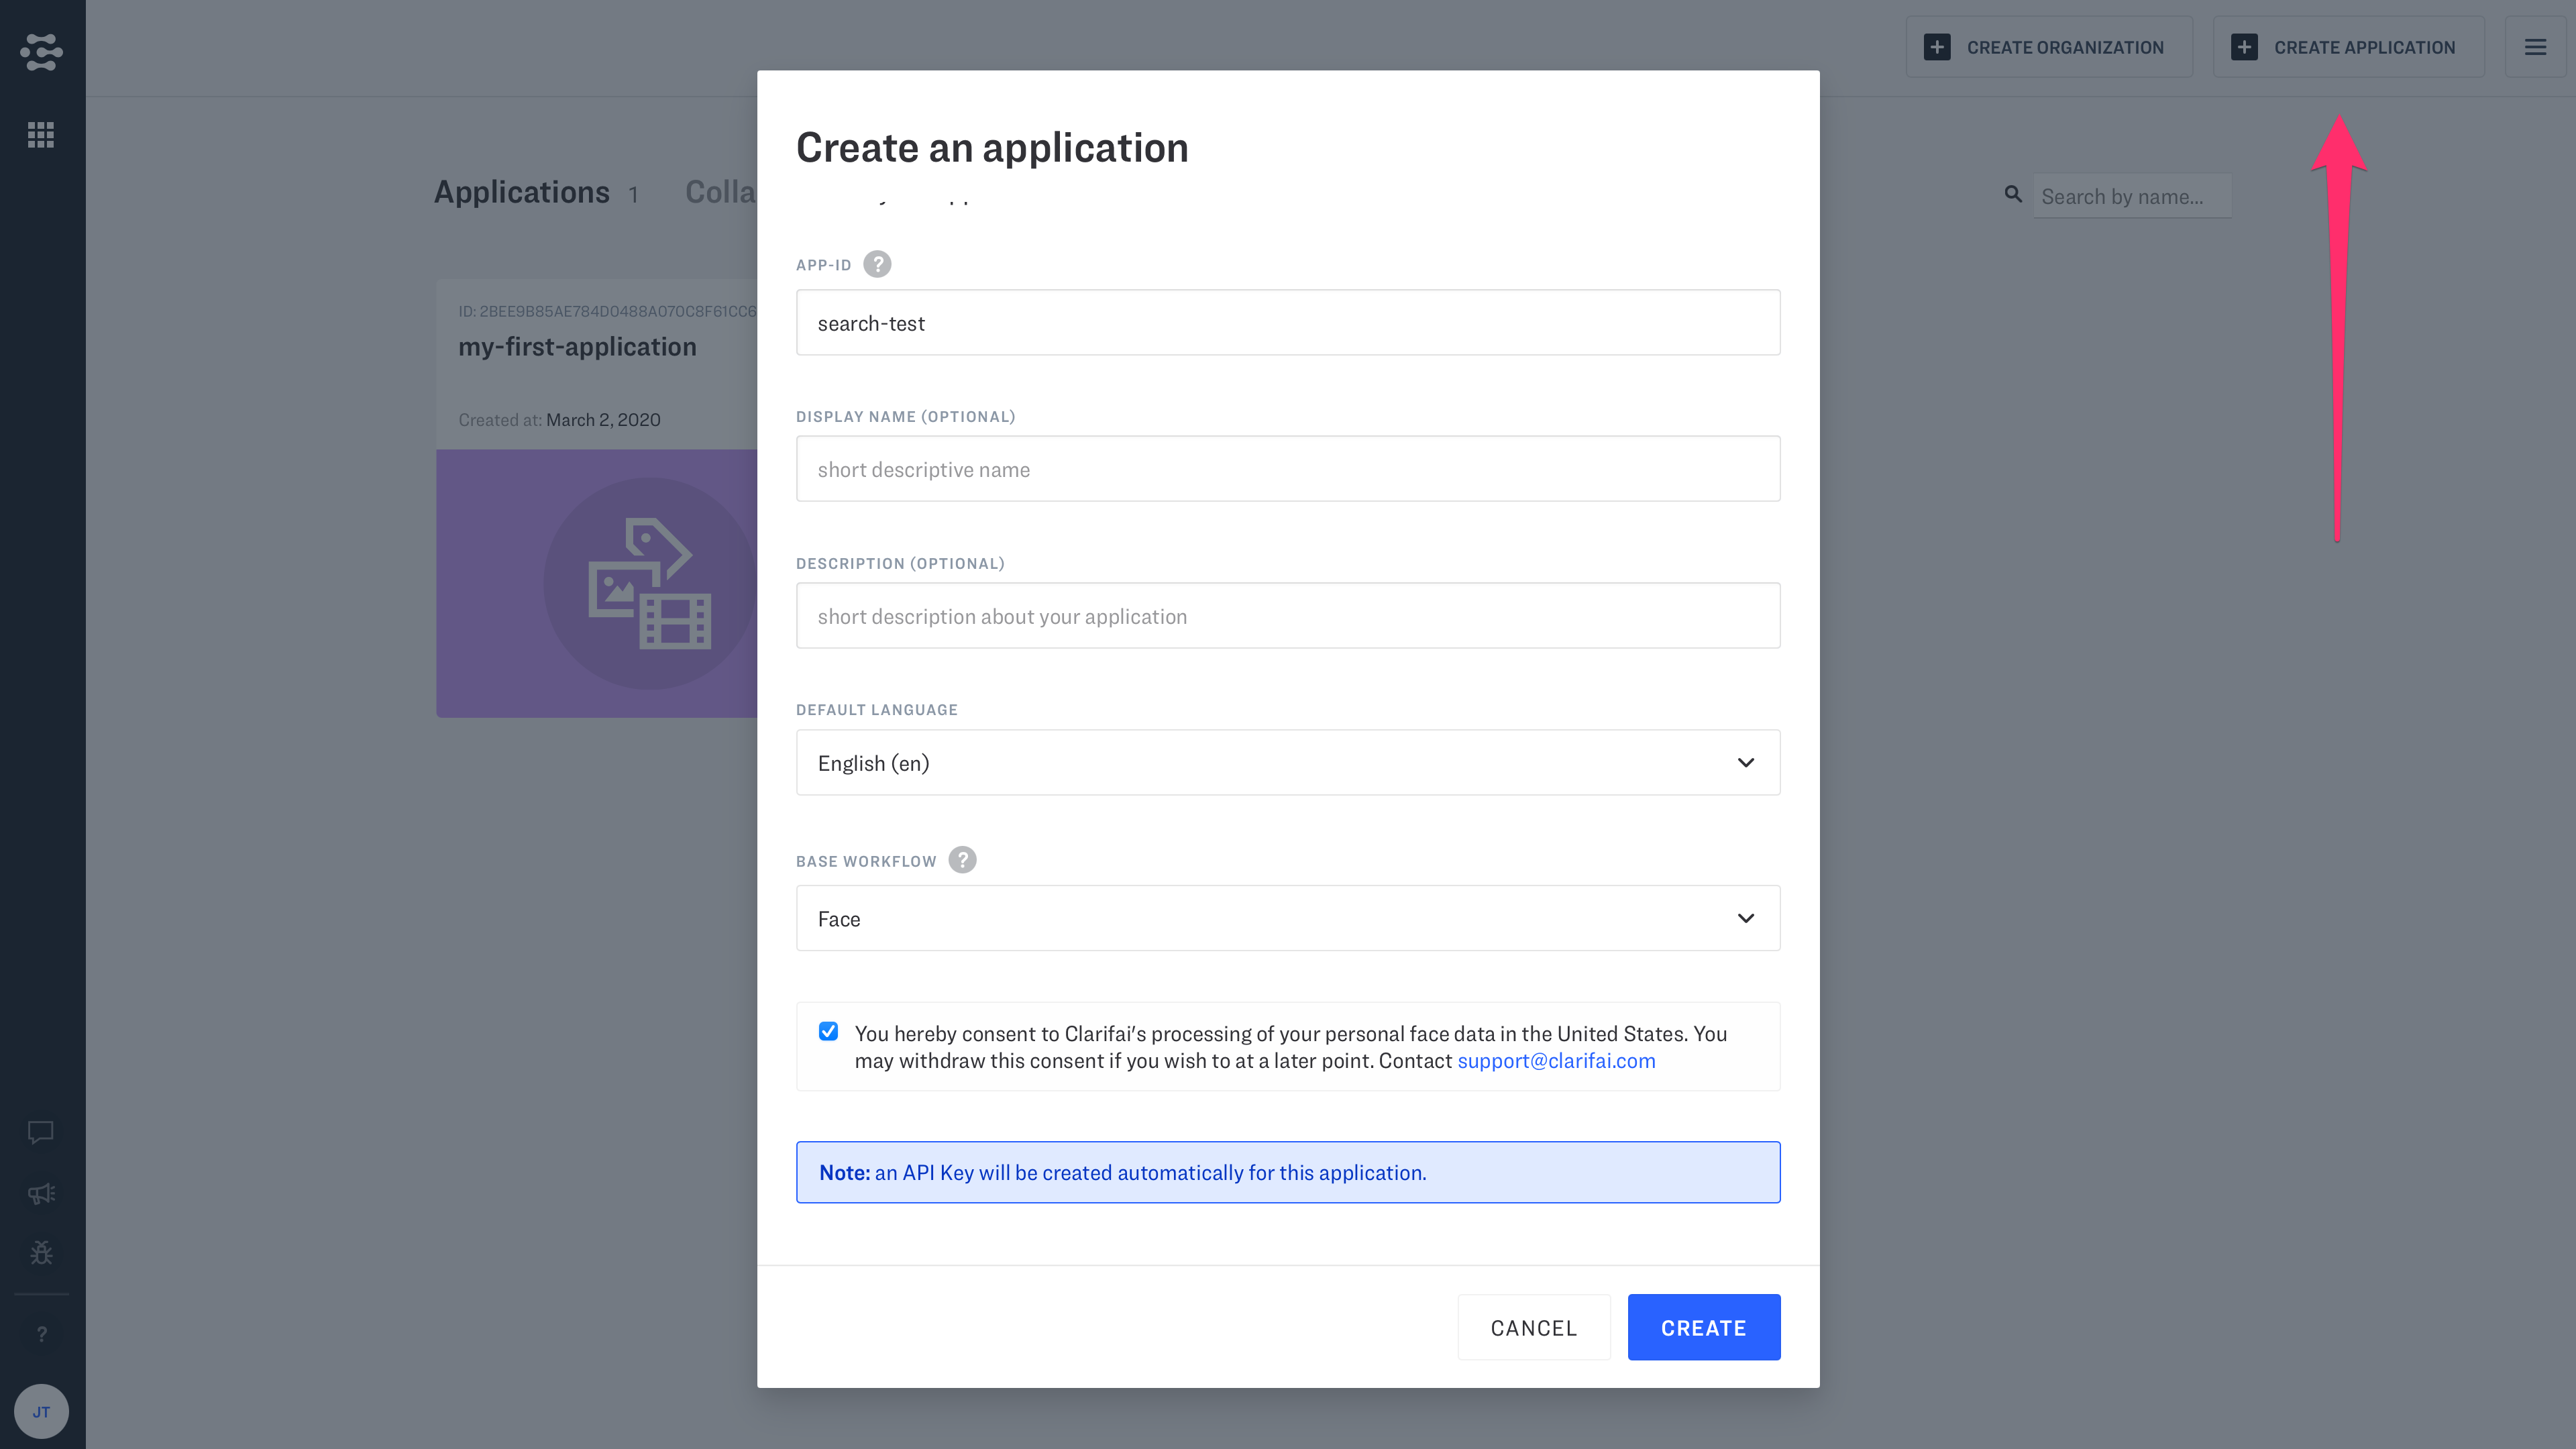 CREATE ORGANIZATION
CREATE APPLICATION
Create an application
Applications 1
Colla
Search by name...
APP-ID ?
search-test
ID: 2BEE9B85AE784D0488A070C8F61CC6
my-first-application
Created at: March 2, 2020
DISPLAY NAME (OPTIONAL)
short descriptive name
DESCRIPTION (OPTIONAL)
short description about your application
DEFAULT LANGUAGE
English (en)
BASE WORKFLOW ?
Face
You hereby consent to Clarifai's processing of your personal face data in the United States. You
may withdraw this consent if you wish to at a later point. Contact support@clarifai.com
Note: an API Key will be created automatically for this application.
CANCEL
CREATE
?
JT